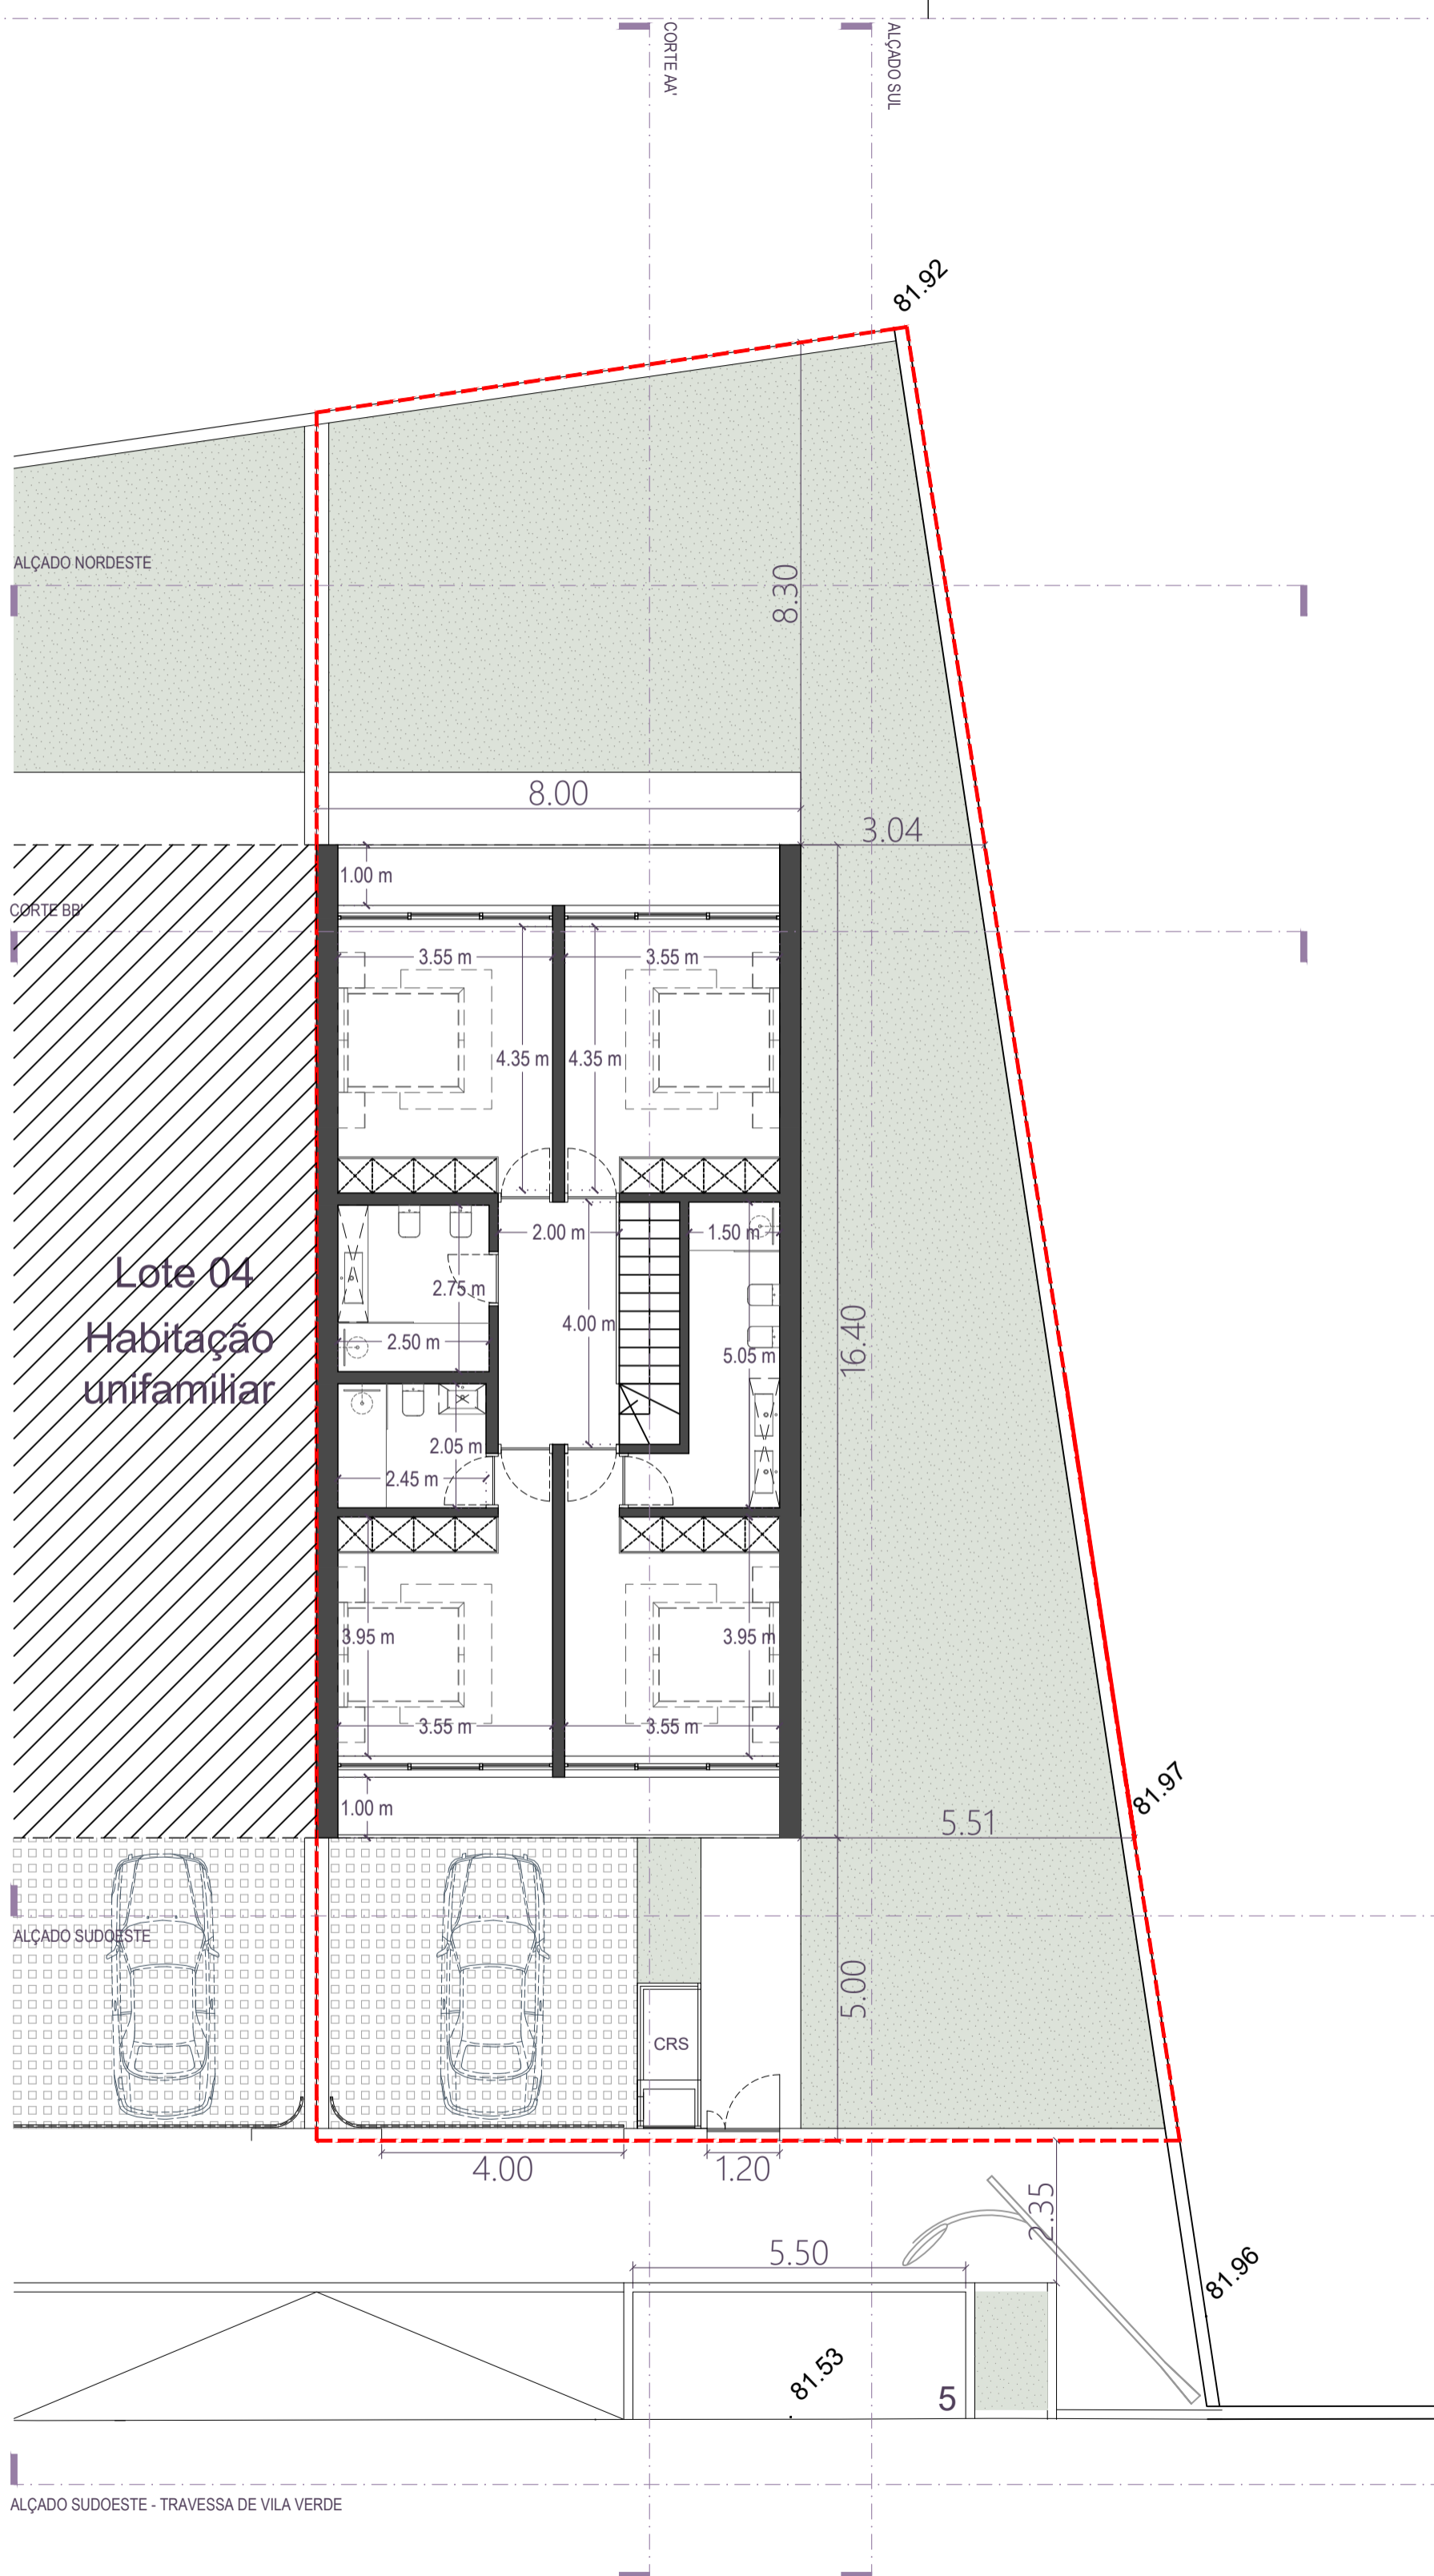 CORTE AA'
ALÇADO SUL
81.92
ALÇADO NORDESTE
8.30
8.00
3.04
1.00 m
CORTE BB'
3.55 m
3.55 m
4.35 m
4.35 m
2.00 m
1.50 m
Lote 04
Habitação
unifamiliar
2.75 m
4.00 m
2.50 m
5.05 m
16.40
2.05 m
2.45 m
3.95 m
3.95 m
3.55 m
3.55 m
81.97
1.00 m
5.51
ALÇADO SUDOESTE
5.00
CRS
4.00
1.20
2.35
5.50
81.96
81.53
5
ALÇADO SUDOESTE - TRAVESSA DE VILA VERDE